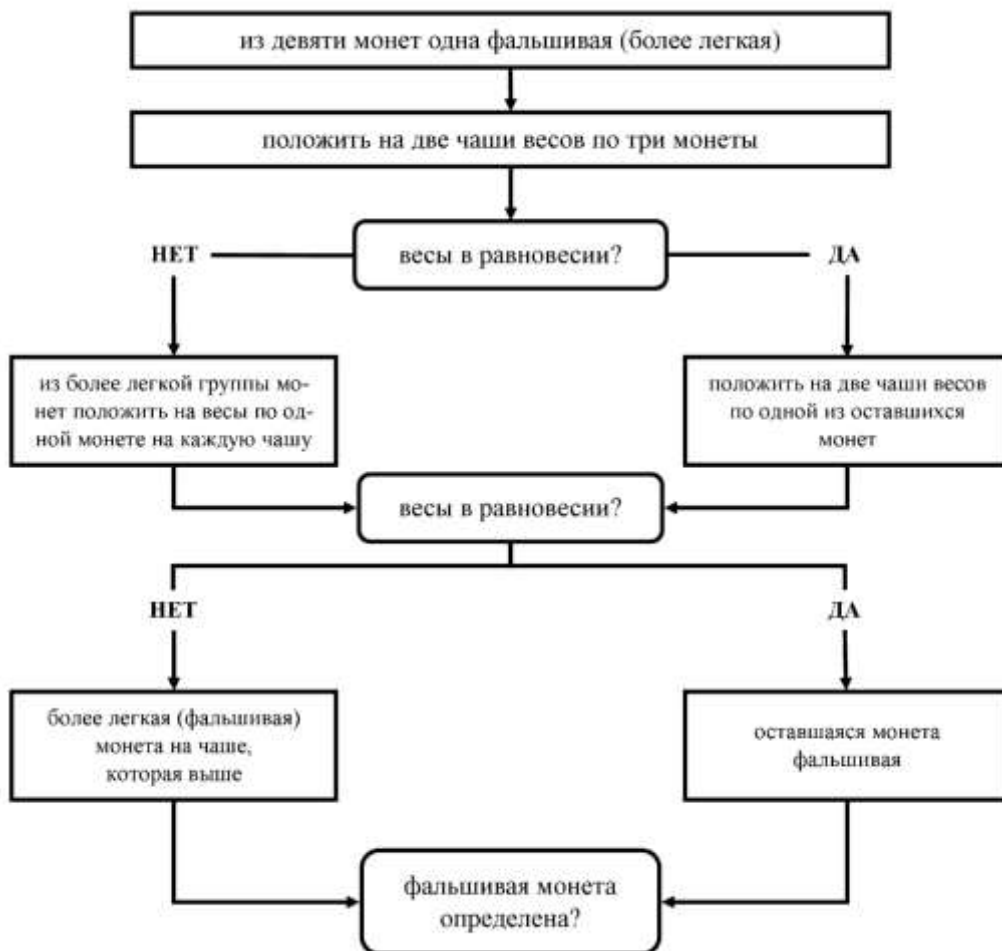 из девяти монет одна фальшивая (более легкая)
положить на две чаши весов по три монеты
весы в равновесии?
НЕТ
ДА
из более легкой группы мо-
нет положить на весы по од-
ной монете на каждую чашу
положить на две чаши весов
по одной из оставшихся
монет
весы в равновесии?
НЕТ
ДА
более легкая (фальшивая)
монета на чаше,
которая выше
оставшаяся монета
фальшивая
фальшивая монета
определена?